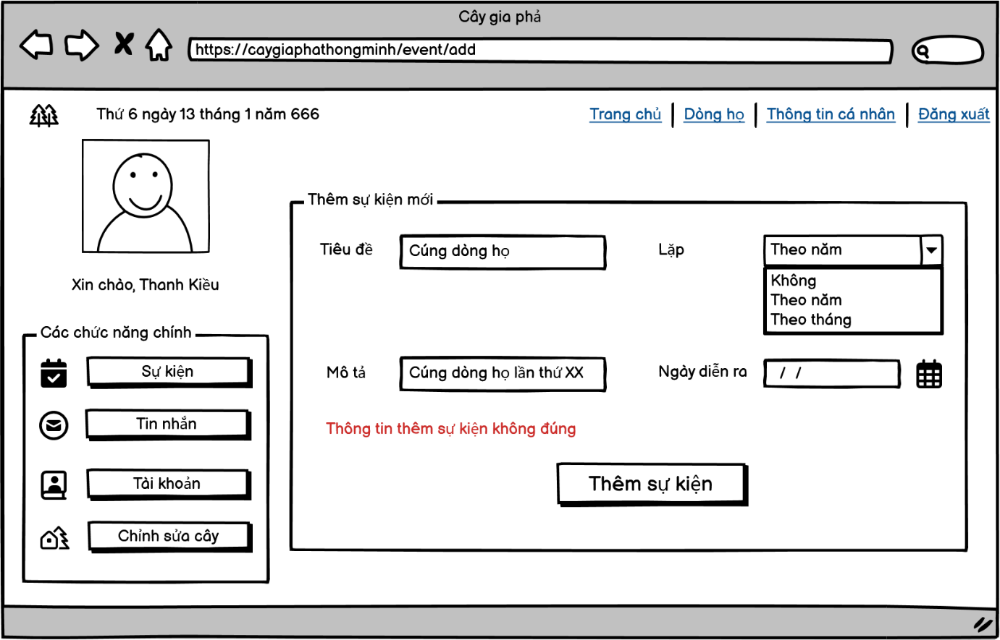 Cây gia phả
https://caygiaphathongminh/event/add
Thứ 6 ngày 13 tháng 1 năm 666
Trang chủ
Dòng họ
Thông tin cá nhân
Đăng xuất
Xin chào, Thanh Kiều
Các chức năng chính
Sự kiện
Tin nhắn
Tài khoản
Chỉnh sửa cây
Thêm sự kiện mới
Tiêu đề
Cúng dòng họ
Lặp
Theo năm
Không
Theo năm
Theo tháng
Mô tả
Cúng dòng họ lần thứ XX
Ngày diễn ra
/ /
Thông tin thêm sự kiện không đúng
Thêm sự kiện